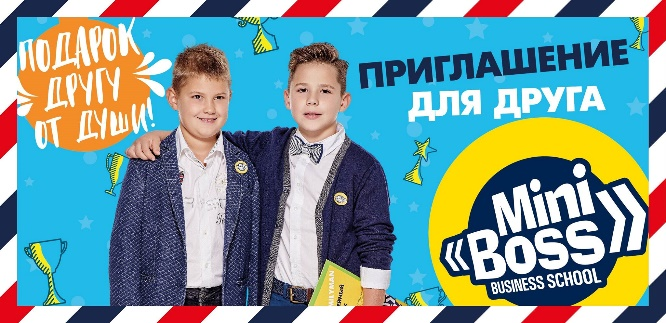 ПОДАРОК
ДРУГУ
ОТ ДУШИ!
ПРИГЛАШЕНИЕ
ДЛЯ ДРУГА
Mini
Boss
BUSINESS SCHOOL